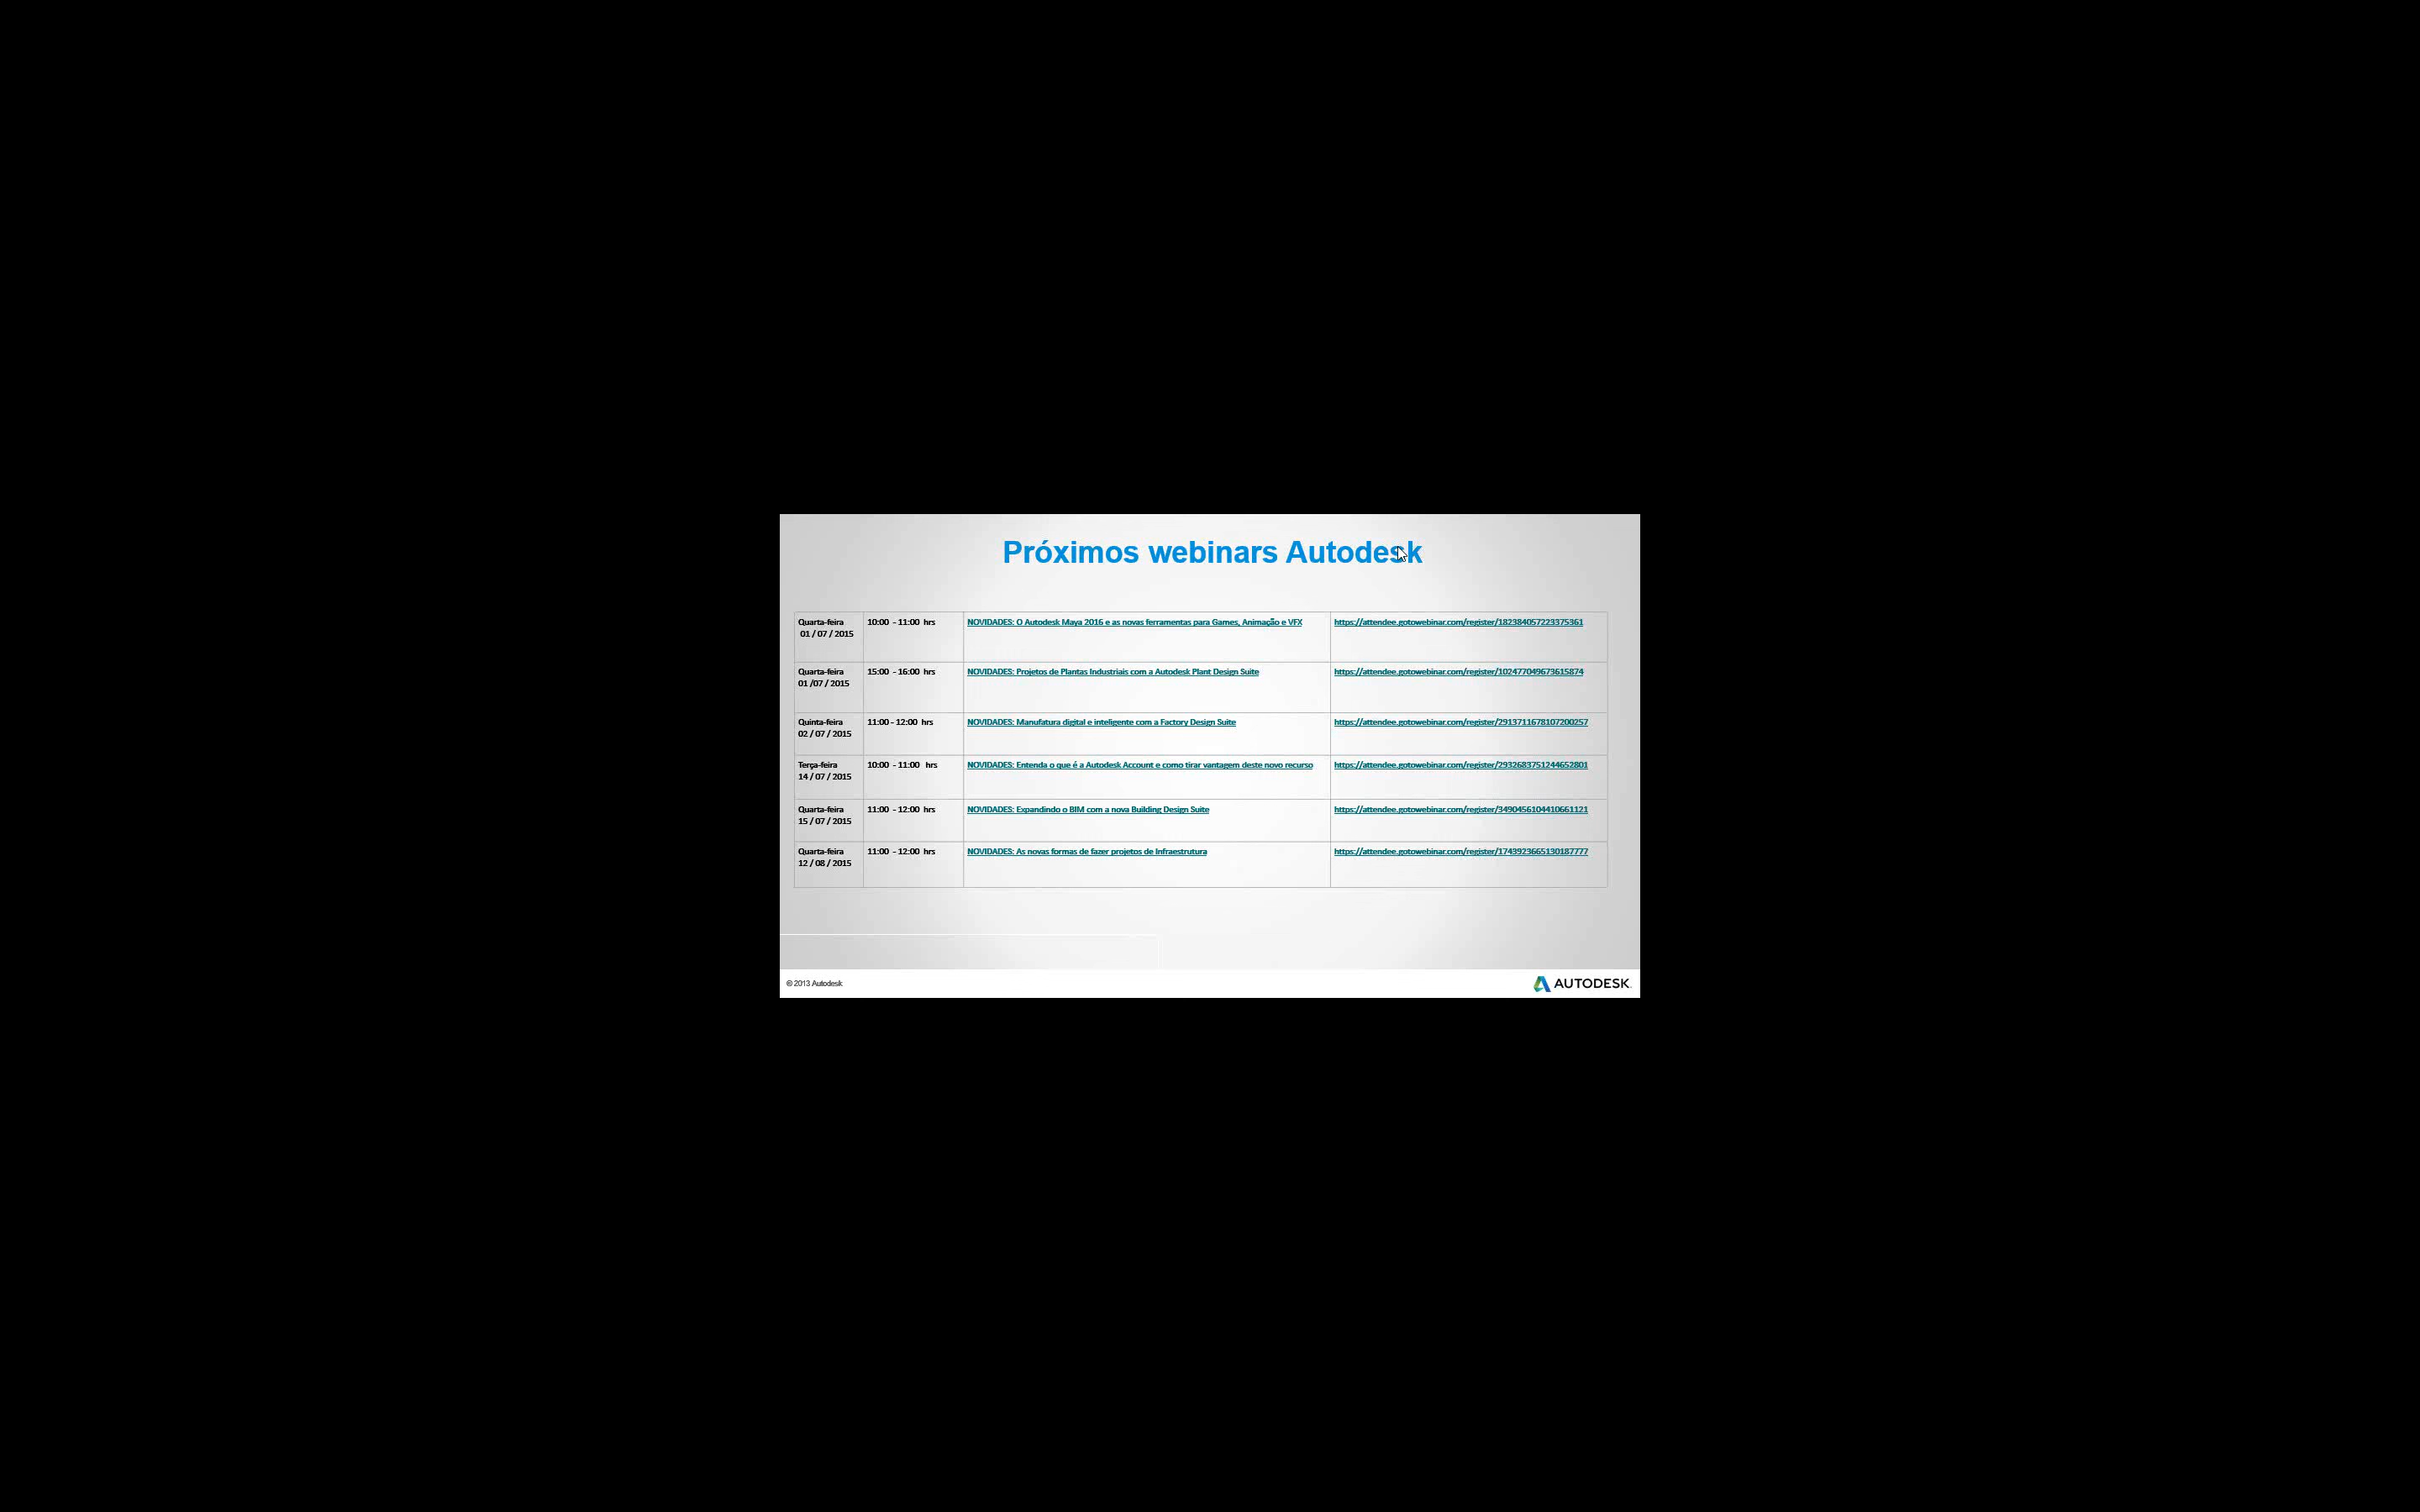 Próximos webinars Autodesk
Quarta-feira
01 / 07 / 2015
10:00 - 11:00 hrs
NOVIDADES: O Autodesk Maya 2016 e as novas ferramentas para Games, Animação e VFX
https://attendee.gotowebinar.com/register/182384057223375361
Quarta-feira
01 /07 / 2015
15:00 - 16:00 hrs
NOVIDADES: Projetos de Plantas Industriais com a Autodesk Plant Design Suite
https://attendee.gotowebinar.com/register/102477049673615874
Quinta-feira
02 / 07 / 2015
11:00 - 12:00 hrs
NOVIDADES: Manufatura digital e inteligente com a Factory Design Suite
https://attendee.gotowebinar.com/register/2913711678107200257
Terça-feira
14 / 07 / 2015
10:00 - 11:00 hrs
NOVIDADES: Entenda o que é a Autodesk Account e como tirar vantagem deste novo recurso
https://attendee.gotowebinar.com/register/2932683751244652801
Quarta-feira
15 / 07 / 2015
11:00 - 12:00 hrs
NOVIDADES: Expandindo o BIM com a nova Building Design Suite
https://attendee.gotowebinar.com/register/3490456104410661121
Quarta-feira
12 / 08 / 2015
11:00 - 12:00 hrs
NOVIDADES: As novas formas de fazer projetos de Infraestrutura
https://attendee.gotowebinar.com/register/1743923665130187777
© 2013 Autodesk
AUTODESK